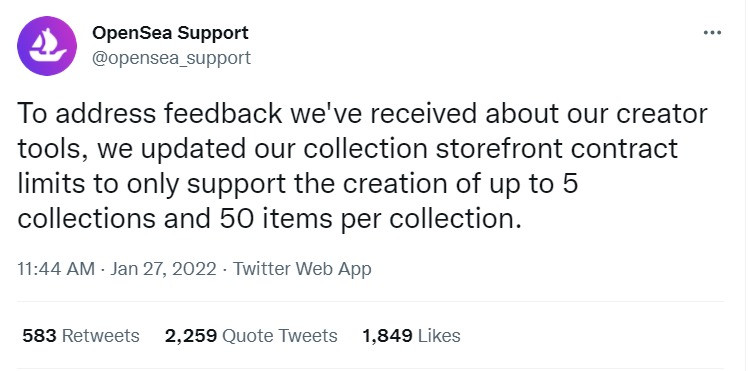 OpenSea Support
@opensea_support
To address feedback we've received about our creator
tools, we updated our collection storefront contract
limits to only support the creation of up to 5
collections and 50 items per collection.
11:44 AM · Jan 27, 2022 · Twitter Web App
583 Retweets 2,259 Quote Tweets 1,849 Likes